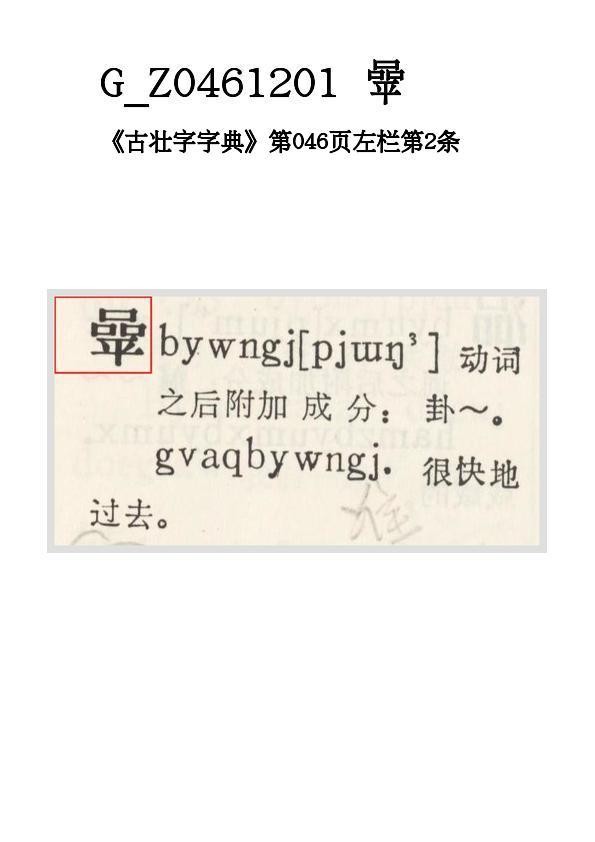 G_Z0461201
《古壮字字典》第046页左栏第2条
bywngj[pjɯŋ³] 动词
之后附加成分：卦～。
gvaqbywngj. 很快地
过去。